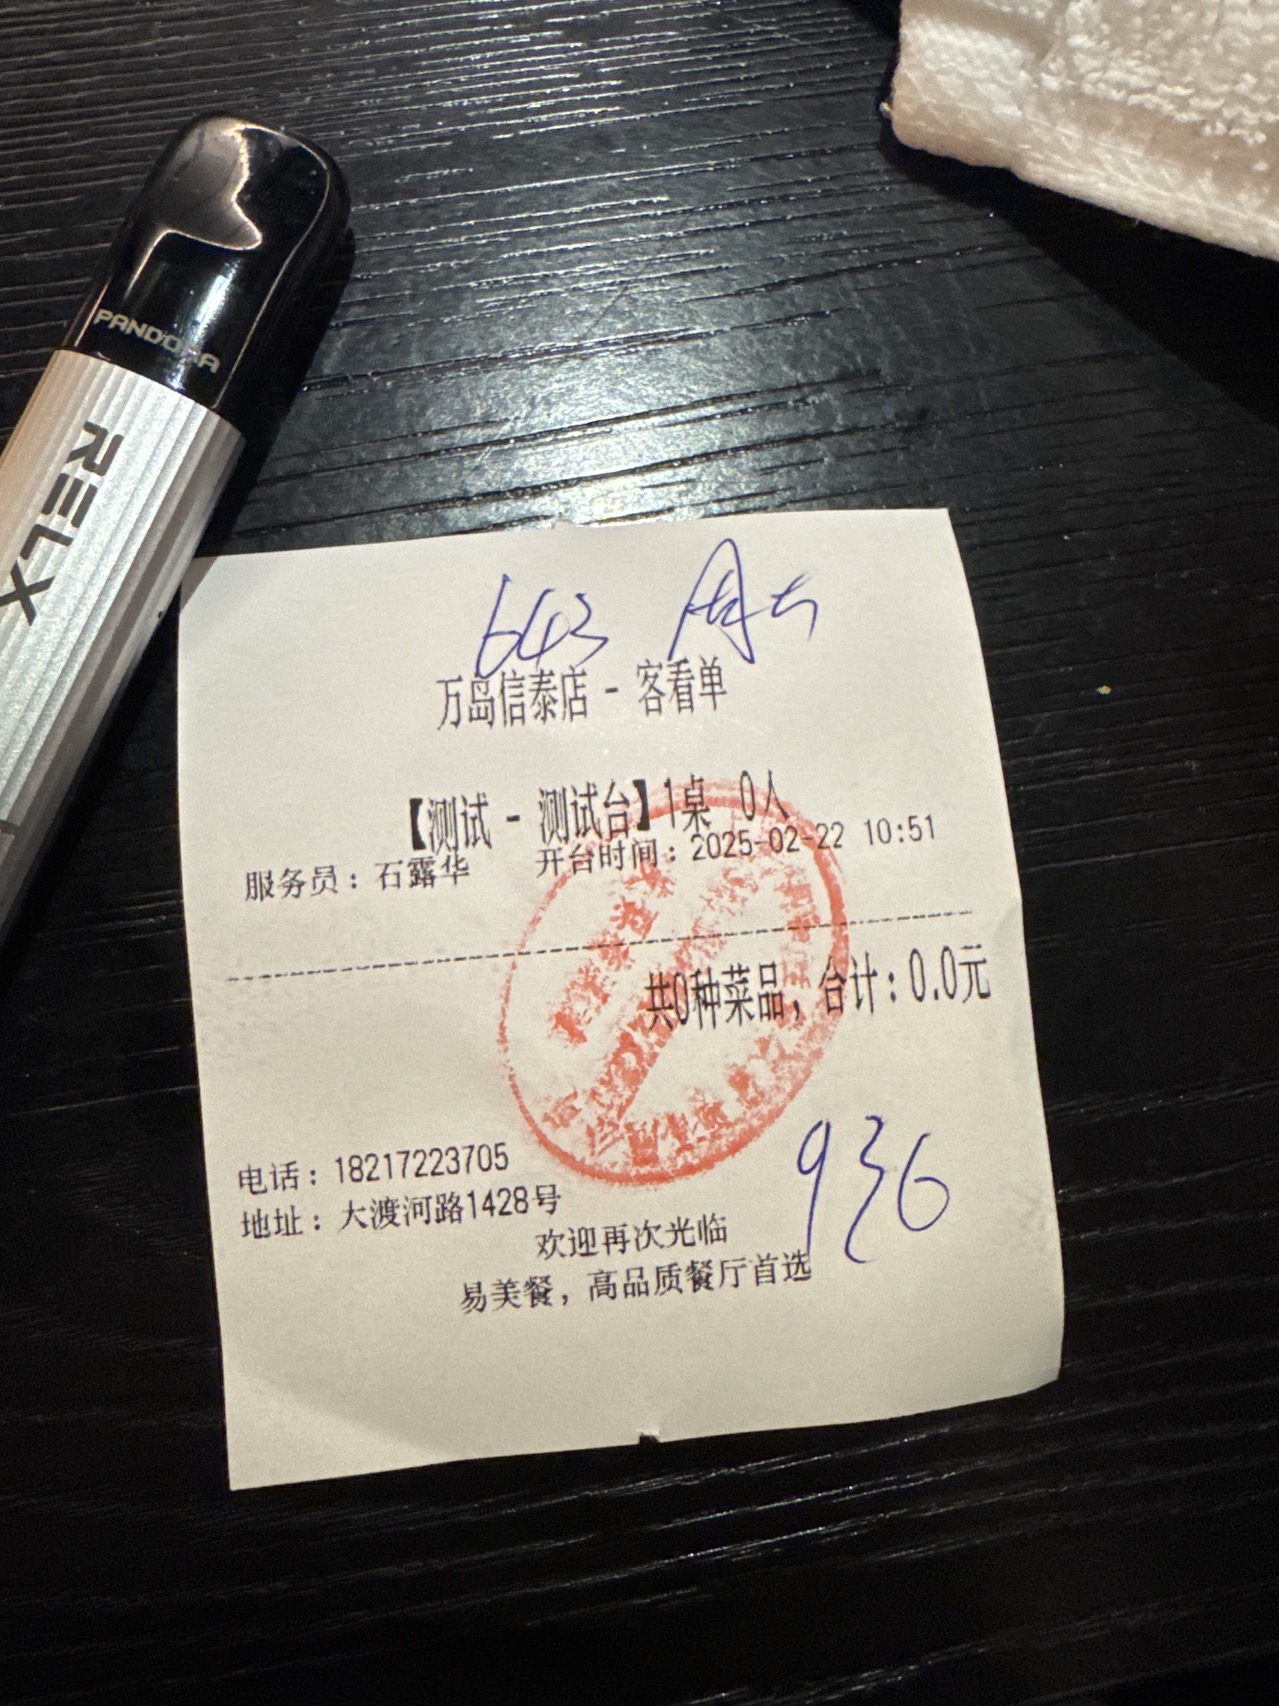 PANDORA
RELX
643
万岛信泰店 - 客看单
【测试 - 测试台】1桌 0人
服务员：石露华 开台时间：2025-02-22 10:51
共0种菜品，合计：0.0元
936
电话：18217223705
地址：大渡河路1428号
欢迎再次光临
易美餐，高品质餐厅首选